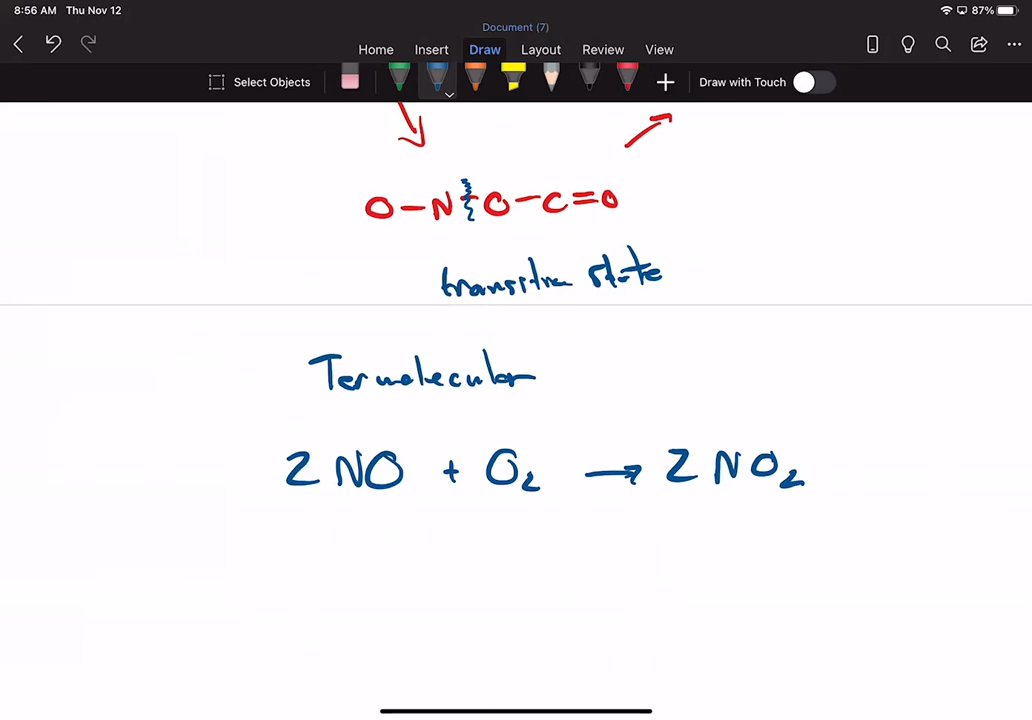 8:56 AM Thu Nov 12 87%
Document (7)
Home Insert Draw Layout Review View
Select Objects Draw with Touch
O-N-O-C=O
transition state
Termolecular
2 NO + O₂ → 2 NO₂